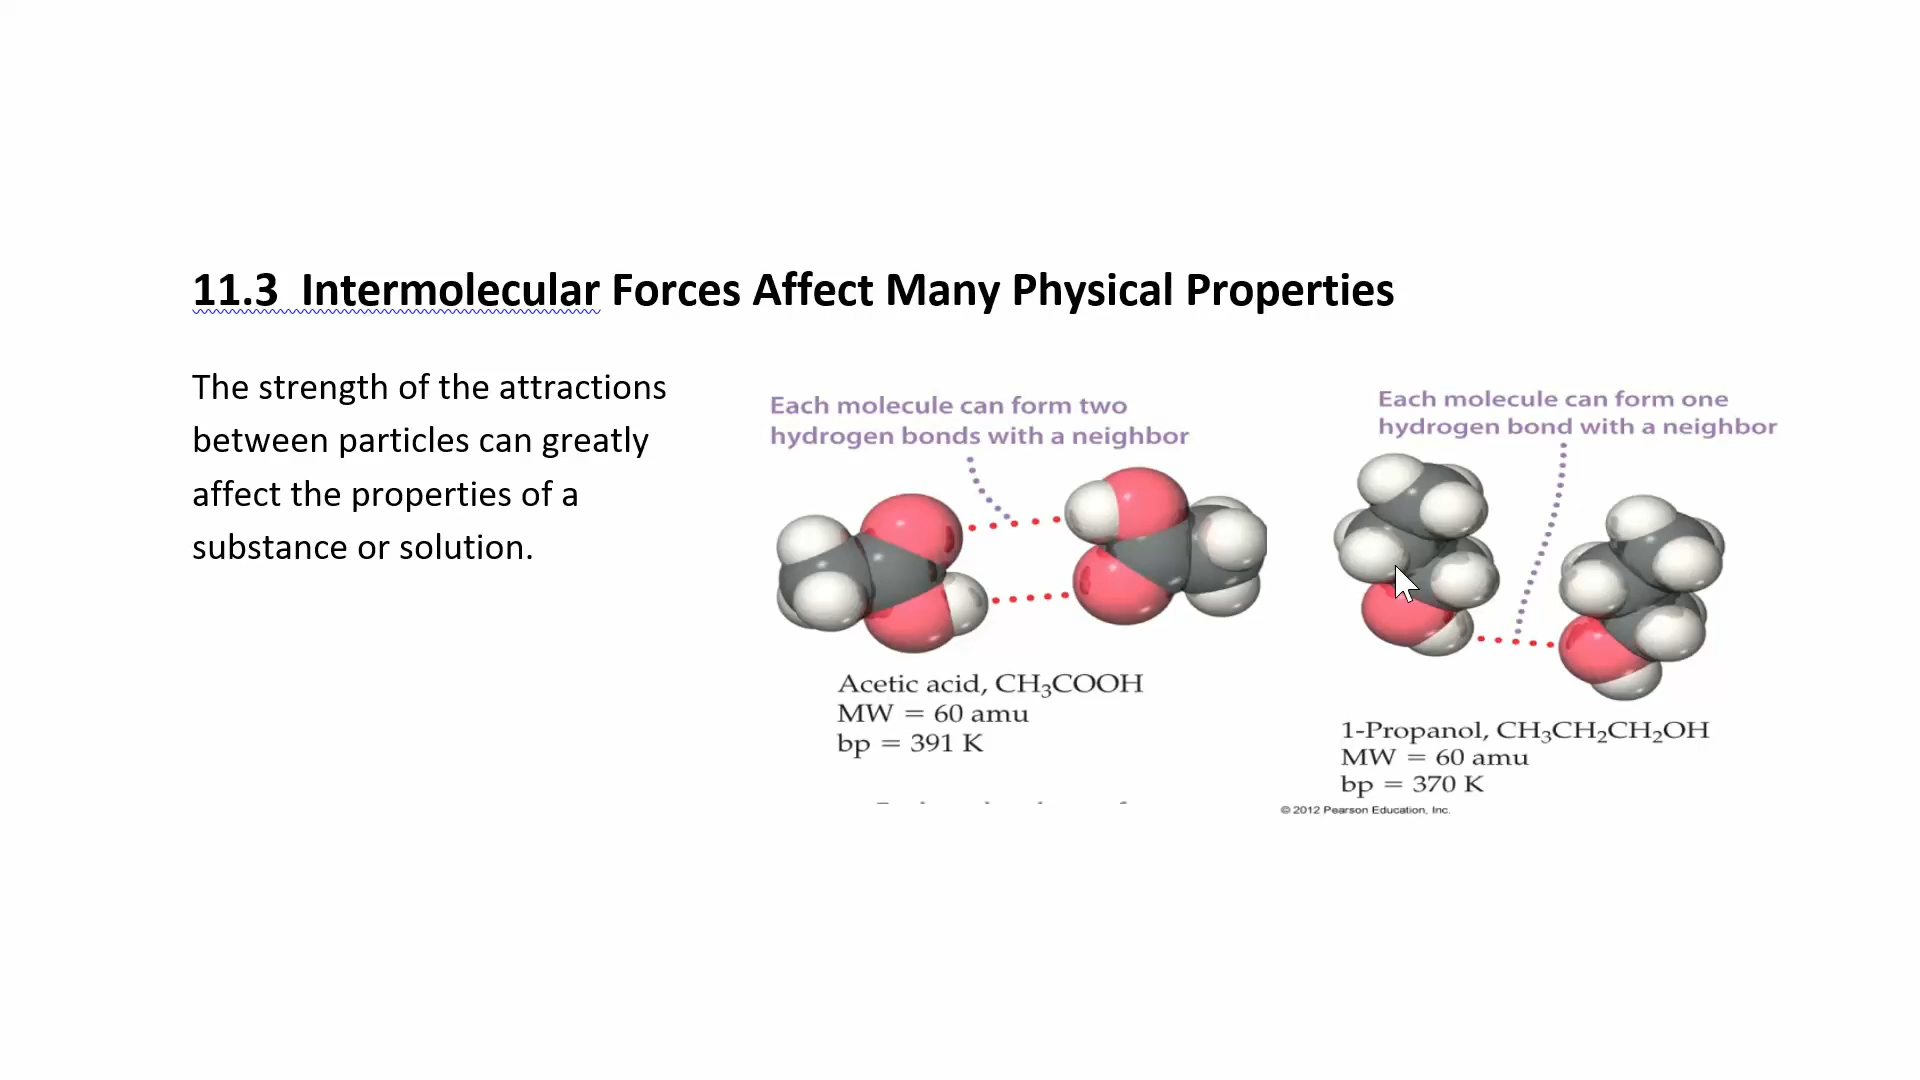 11.3  Intermolecular Forces Affect Many Physical Properties
The strength of the attractions
between particles can greatly
affect the properties of a
substance or solution.
Each molecule can form two
hydrogen bonds with a neighbor
Acetic acid, CH₃COOH
MW = 60 amu
bp = 391 K
Each molecule can form one
hydrogen bond with a neighbor
1-Propanol, CH₃CH₂CH₂OH
MW = 60 amu
bp = 370 K
© 2012 Pearson Education, Inc.